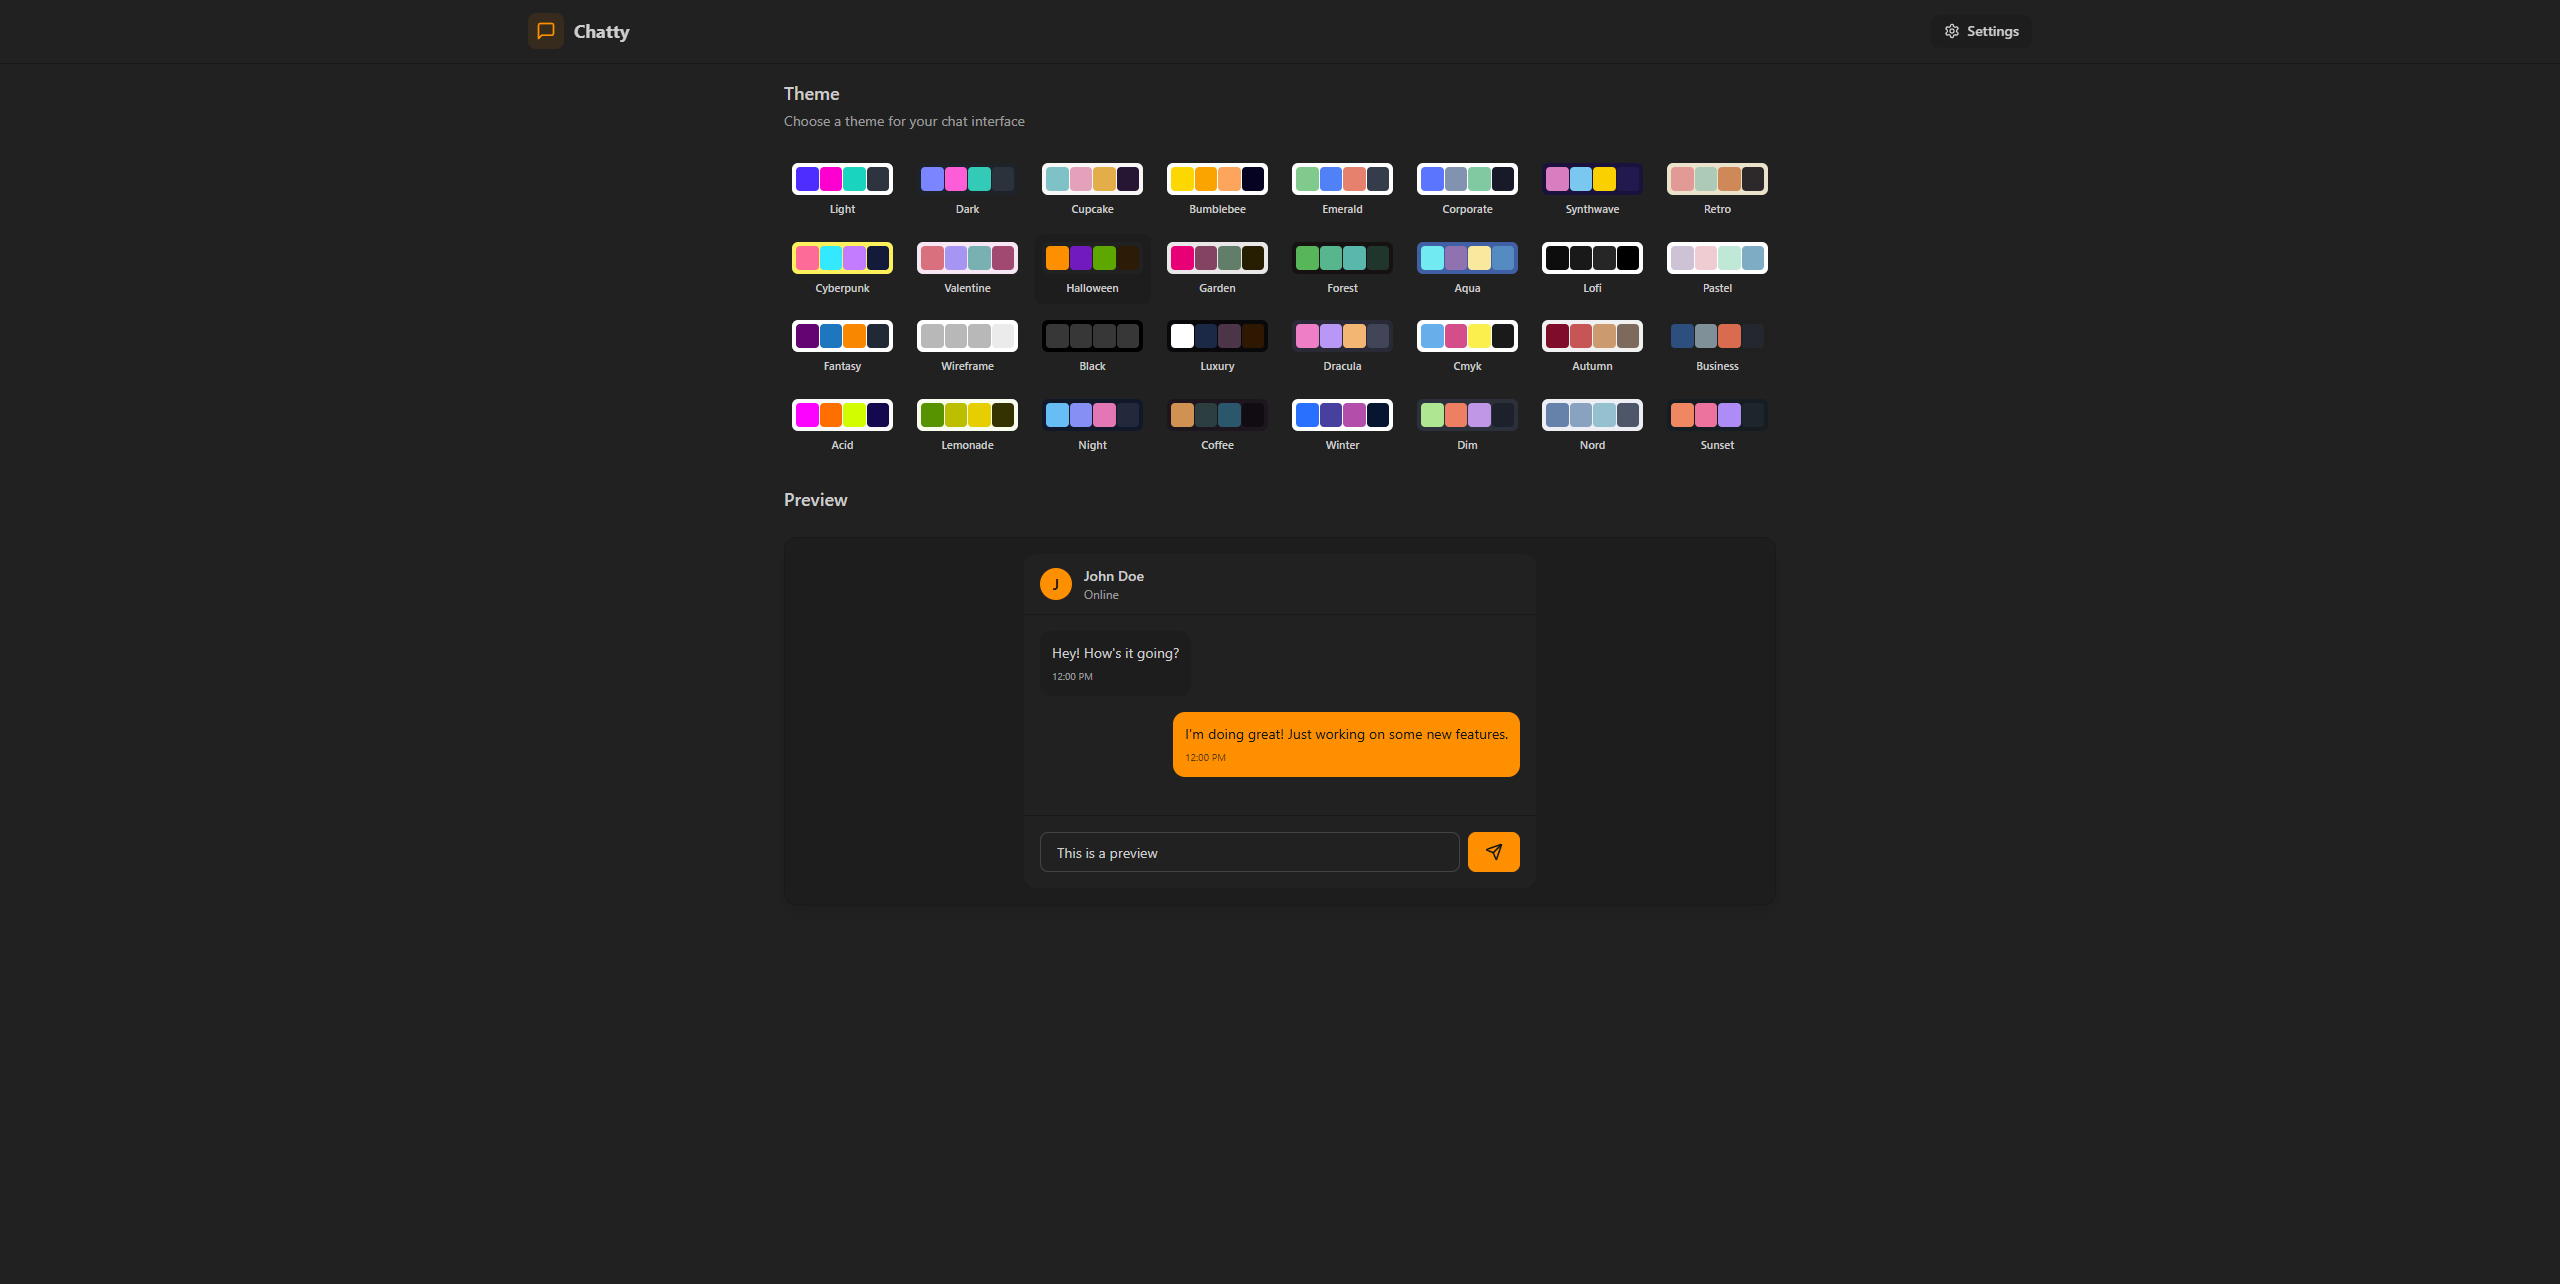 Chatty
Settings
Theme
Choose a theme for your chat interface
Light
Dark
Cupcake
Bumblebee
Emerald
Corporate
Synthwave
Retro
Cyberpunk
Valentine
Halloween
Garden
Forest
Aqua
Lofi
Pastel
Fantasy
Wireframe
Black
Luxury
Dracula
Cmyk
Autumn
Business
Acid
Lemonade
Night
Coffee
Winter
Dim
Nord
Sunset
Preview
J
John Doe
Online
Hey! How's it going?
12:00 PM
I'm doing great! Just working on some new features.
12:00 PM
This is a preview